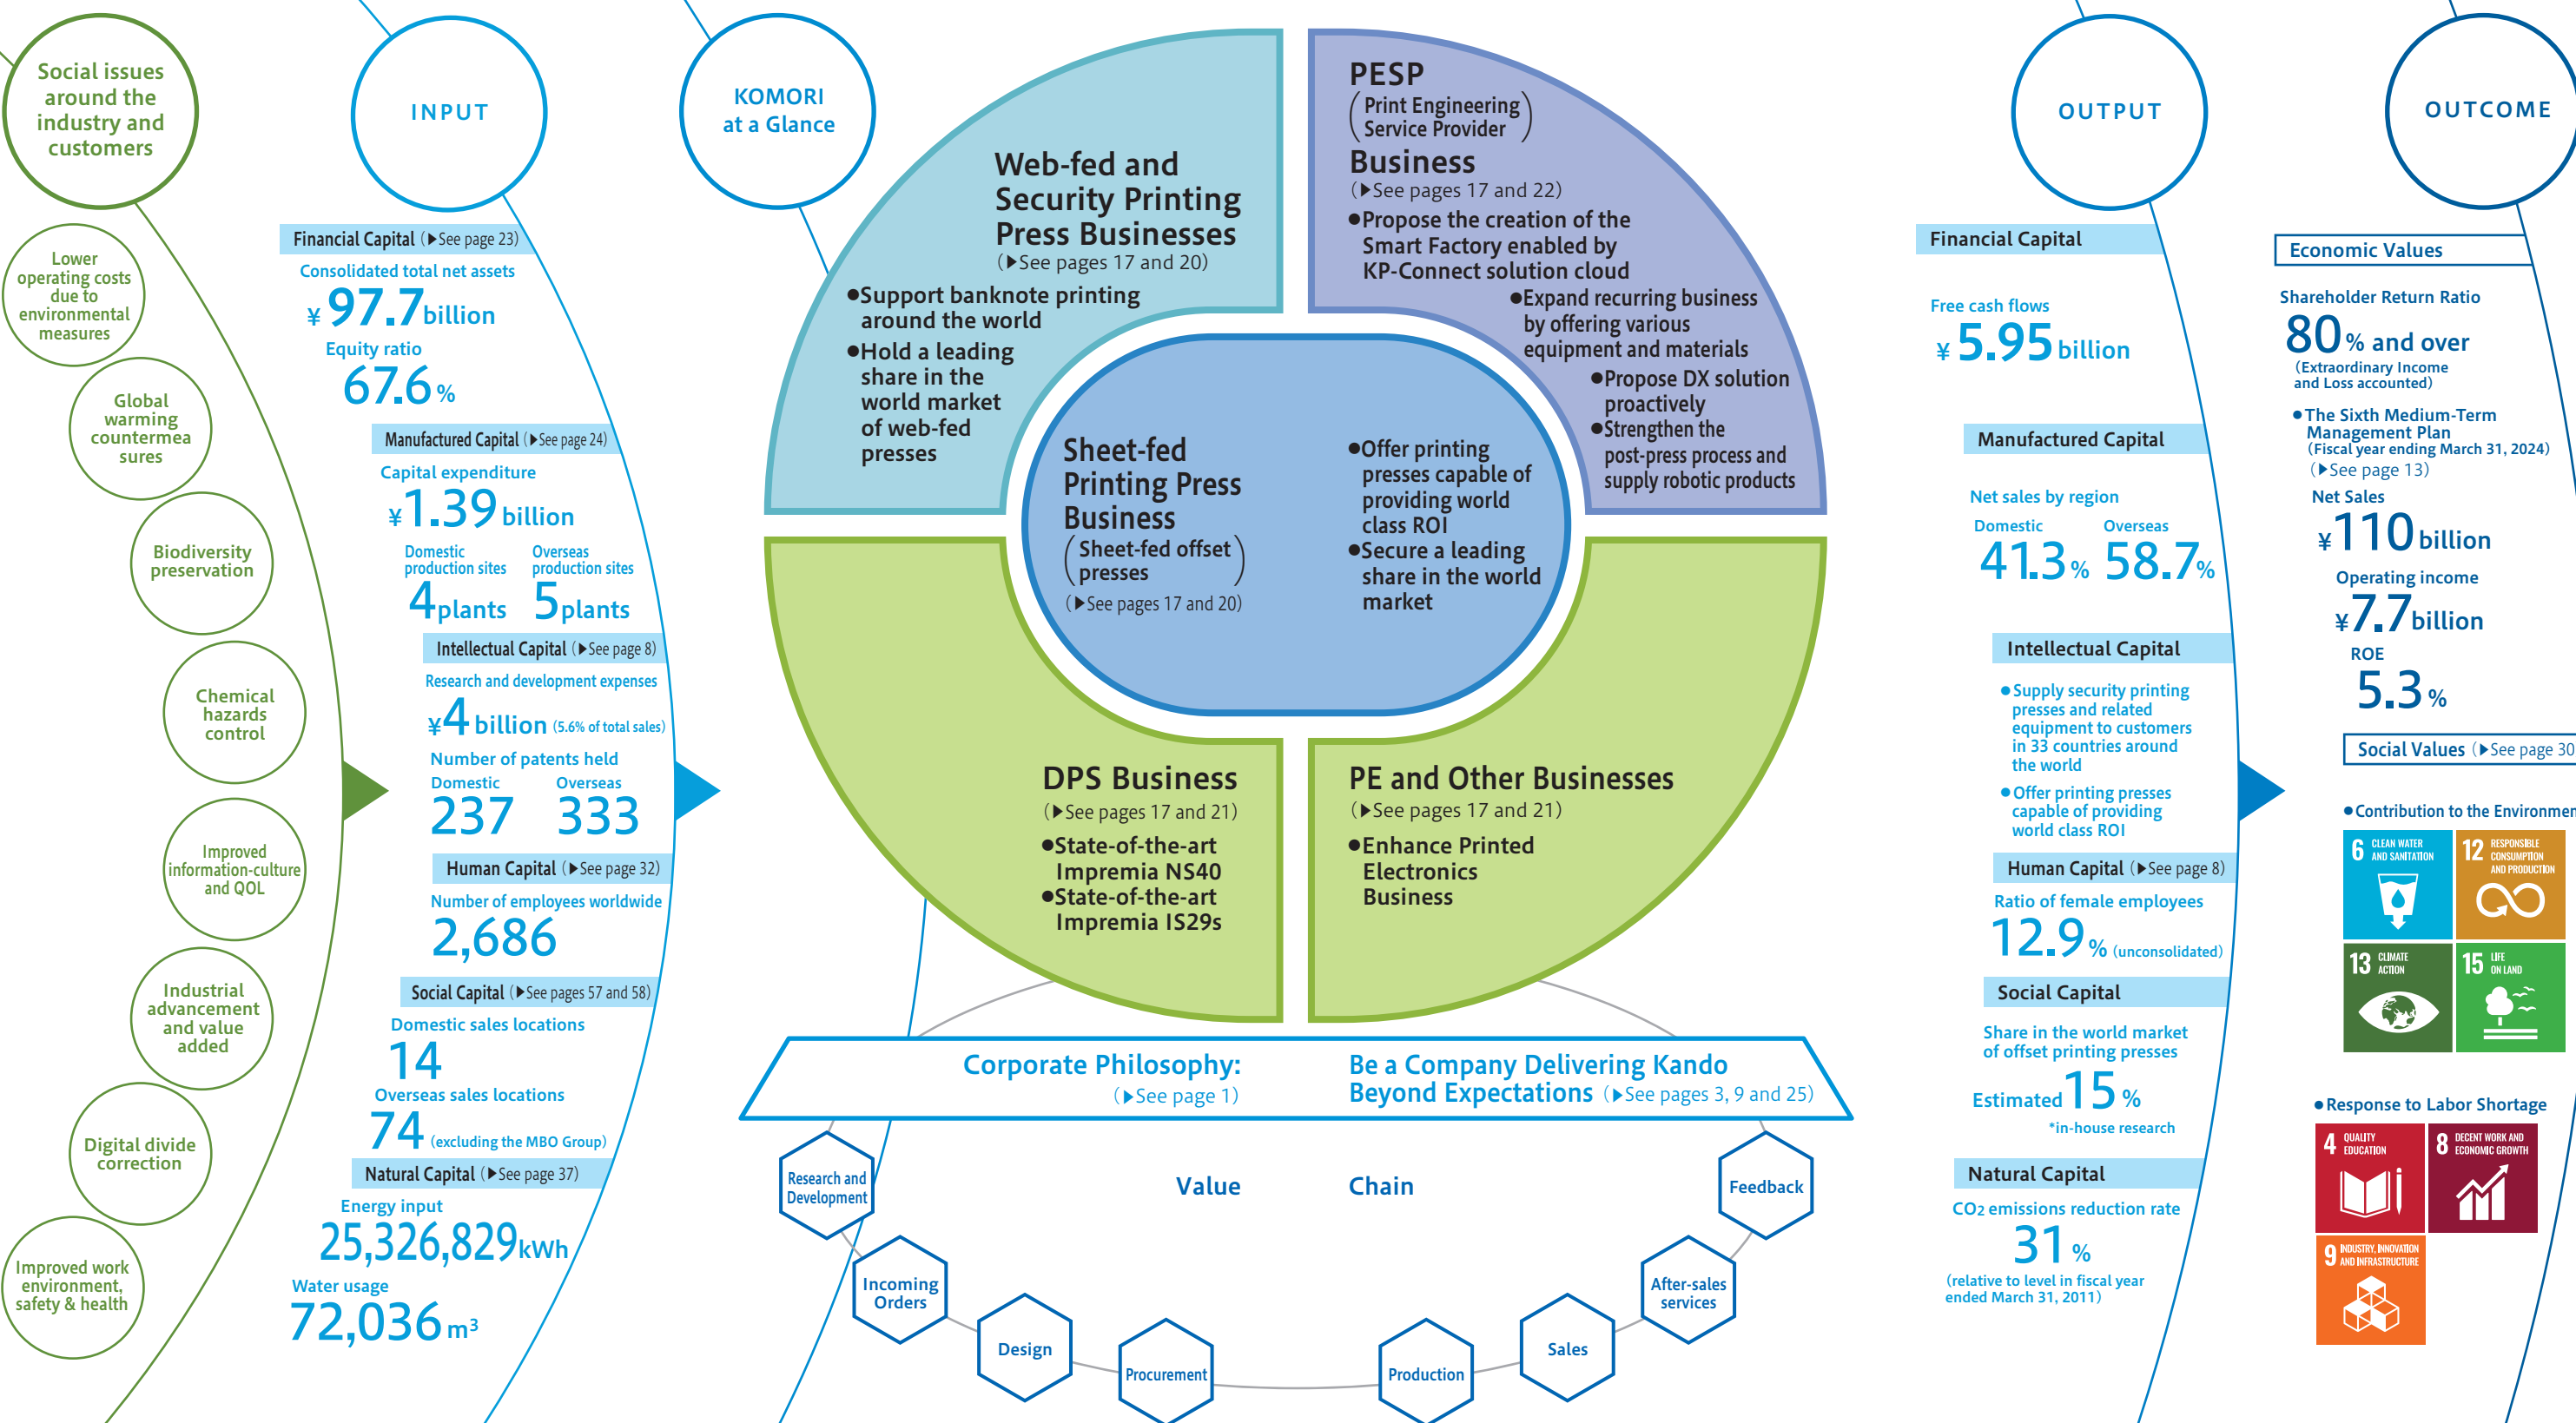 Social issues
around the
industry and
customers
Lower
operating costs
due to
environmental
measures
Global
warming
countermea
sures
Biodiversity
preservation
Chemical
hazards
control
Improved
information-culture
and QOL
Industrial
advancement
and value
added
Digital divide
correction
Improved work
environment,
safety & health
INPUT
Financial Capital (▶See page 23)
Consolidated total net assets
¥ 97.7 billion
Equity ratio
67.6 %
Manufactured Capital (▶See page 24)
Capital expenditure
¥1.39 billion
Domestic
production sites
4 plants
Overseas
production sites
5 plants
Intellectual Capital (▶See page 8)
Research and development expenses
¥4 billion (5.6% of total sales)
Number of patents held
Domestic Overseas
237 333
Human Capital (▶See page 32)
Number of employees worldwide
2,686
Social Capital (▶See pages 57 and 58)
Domestic sales locations
14
Overseas sales locations
74 (excluding the MBO Group)
Natural Capital (▶See page 37)
Energy input
25,326,829kWh
Water usage
72,036 m³
KOMORI
at a Glance
Web-fed and
Security Printing
Press Businesses
(▶See pages 17 and 20)
●Support banknote printing
around the world
●Hold a leading
share in the
world market
of web-fed
presses
PESP
(Print Engineering
Service Provider)
Business
(▶See pages 17 and 22)
●Propose the creation of the
Smart Factory enabled by
KP-Connect solution cloud
●Expand recurring business
by offering various
equipment and materials
●Propose DX solution
proactively
●Strengthen the
post-press process and
supply robotic products
Sheet-fed
Printing Press
Business
(Sheet-fed offset
presses)
(▶See pages 17 and 20)
●Offer printing
presses capable of
providing world
class ROI
●Secure a leading
share in the world
market
DPS Business
(▶See pages 17 and 21)
●State-of-the-art
Impremia NS40
●State-of-the-art
Impremia IS29s
PE and Other Businesses
(▶See pages 17 and 21)
●Enhance Printed
Electronics
Business
Corporate Philosophy:
(▶See page 1)
Be a Company Delivering Kando
Beyond Expectations (▶See pages 3, 9 and 25)
Value Chain
Research and
Development
Incoming
Orders
Design
Procurement
Production
Sales
After-sales
services
Feedback
OUTPUT
Financial Capital
Free cash flows
¥ 5.95 billion
Manufactured Capital
Net sales by region
Domestic Overseas
41.3% 58.7%
Intellectual Capital
●Supply security printing
presses and related
equipment to customers
in 33 countries around
the world
●Offer printing presses
capable of providing
world class ROI
Human Capital (▶See page 8)
Ratio of female employees
12.9 % (unconsolidated)
Social Capital
Share in the world market
of offset printing presses
Estimated 15 %
*in-house research
Natural Capital
CO2 emissions reduction rate
31 %
(relative to level in fiscal year
ended March 31, 2011)
OUTCOME
Economic Values
Shareholder Return Ratio
80 % and over
(Extraordinary Income
and Loss accounted)
●The Sixth Medium-Term
Management Plan
(Fiscal year ending March 31, 2024)
(▶See page 13)
Net Sales
¥110 billion
Operating income
¥7.7 billion
ROE
5.3 %
Social Values (▶See page 30
●Contribution to the Environmen
6 CLEAN WATER
AND SANITATION
12 RESPONSIBLE
CONSUMPTION
AND PRODUCTION
13 CLIMATE
ACTION
15 LIFE
ON LAND
●Response to Labor Shortage
4 QUALITY
EDUCATION
8 DECENT WORK AND
ECONOMIC GROWTH
9 INDUSTRY, INNOVATION
AND INFRASTRUCTURE